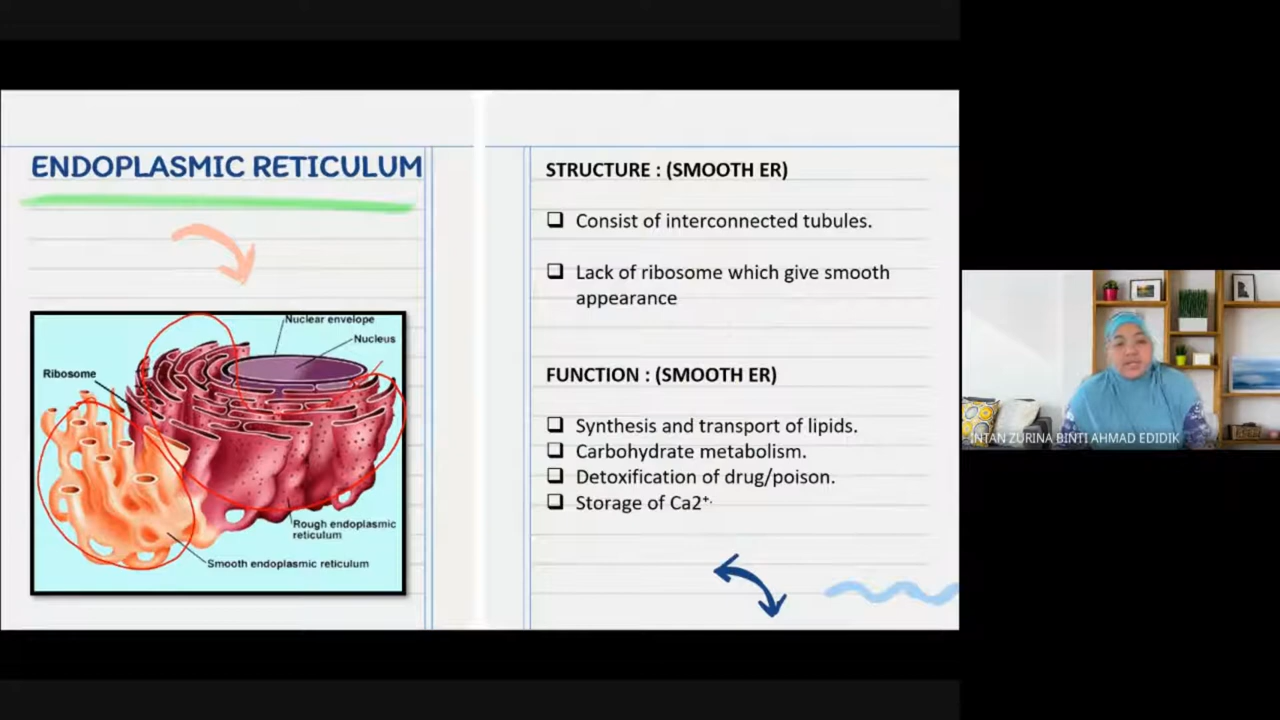 ENDOPLASMIC RETICULUM
Nuclear envelope
Nucleus
Ribosome
Rough endoplasmic
reticulum
Smooth endoplasmic reticulum
STRUCTURE : (SMOOTH ER)
Consist of interconnected tubules.
Lack of ribosome which give smooth
appearance
FUNCTION : (SMOOTH ER)
Synthesis and transport of lipids.
Carbohydrate metabolism.
Detoxification of drug/poison.
Storage of Ca2⁺.
INTAN ZURINA BINTI AHMAD EDIDIK